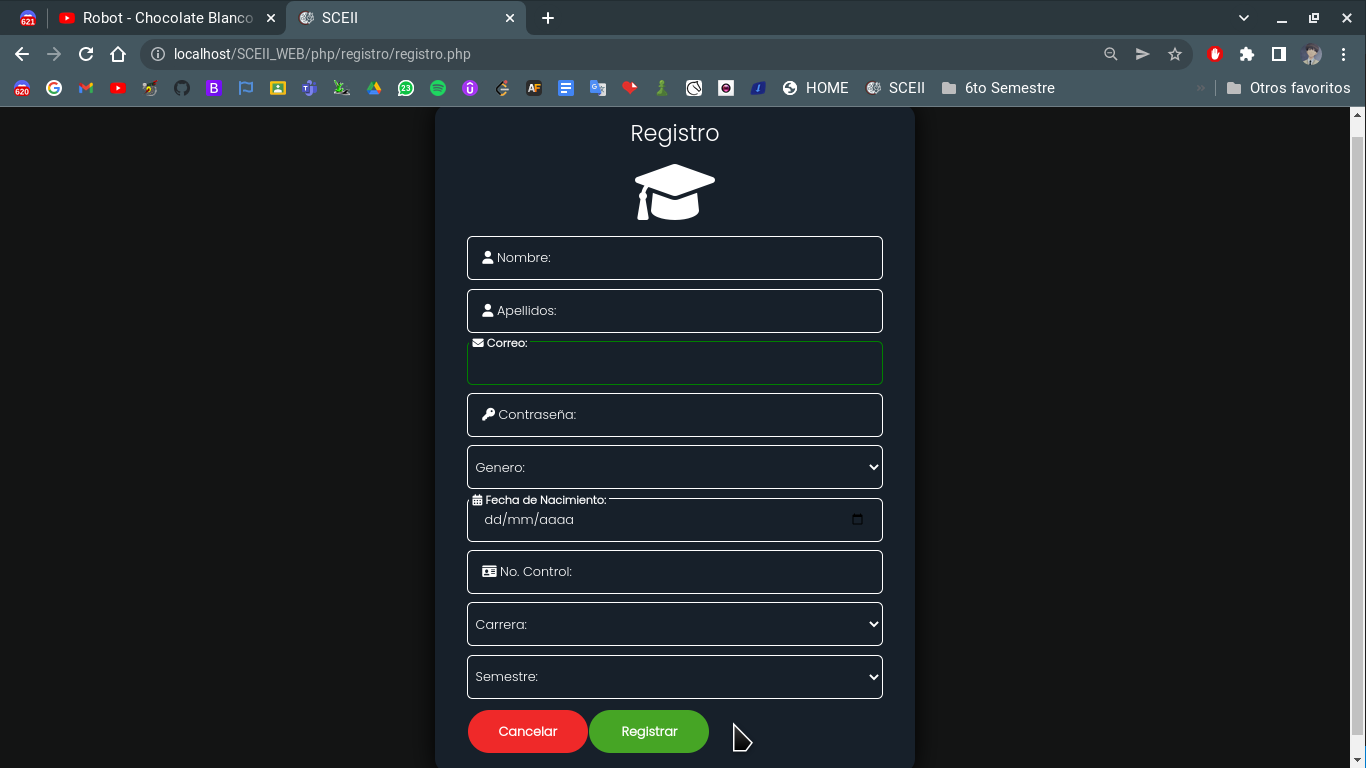 621
Robot - Chocolate Blanco
SCEII
localhost/SCEII_WEB/php/registro/registro.php
620
B
23
AF
HOME
SCEII
6to Semestre
Otros favoritos
Registro
Nombre:
Apellidos:
Correo:
Contraseña:
Genero:
Fecha de Nacimiento:
dd/mm/aaaa
No. Control:
Carrera:
Semestre:
Cancelar
Registrar